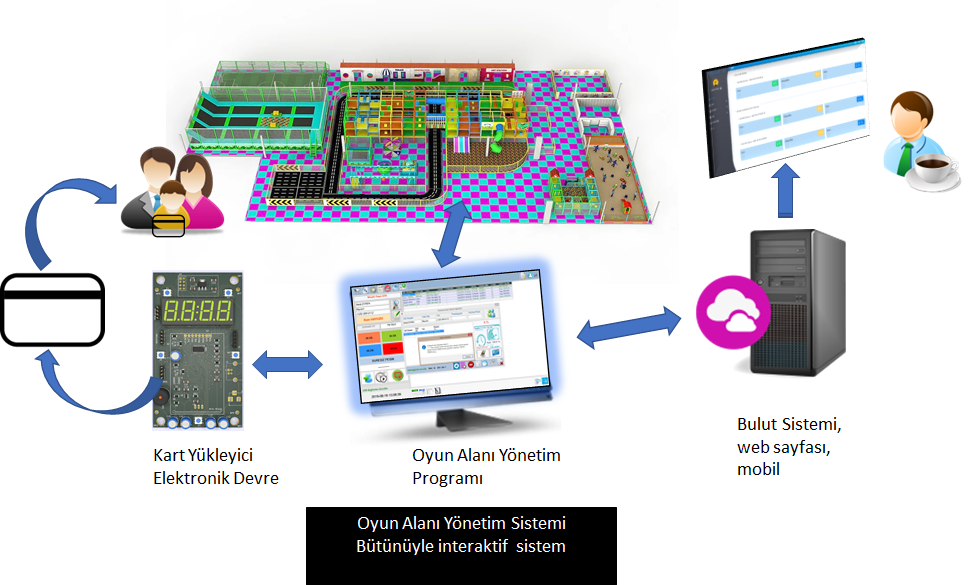 Kart Yükleyici
Elektronik Devre
Oyun Alanı Yönetim
Programı
Bulut Sistemi,
web sayfası,
mobil
Oyun Alanı Yönetim Sistemi
Bütünüyle interaktif sistem